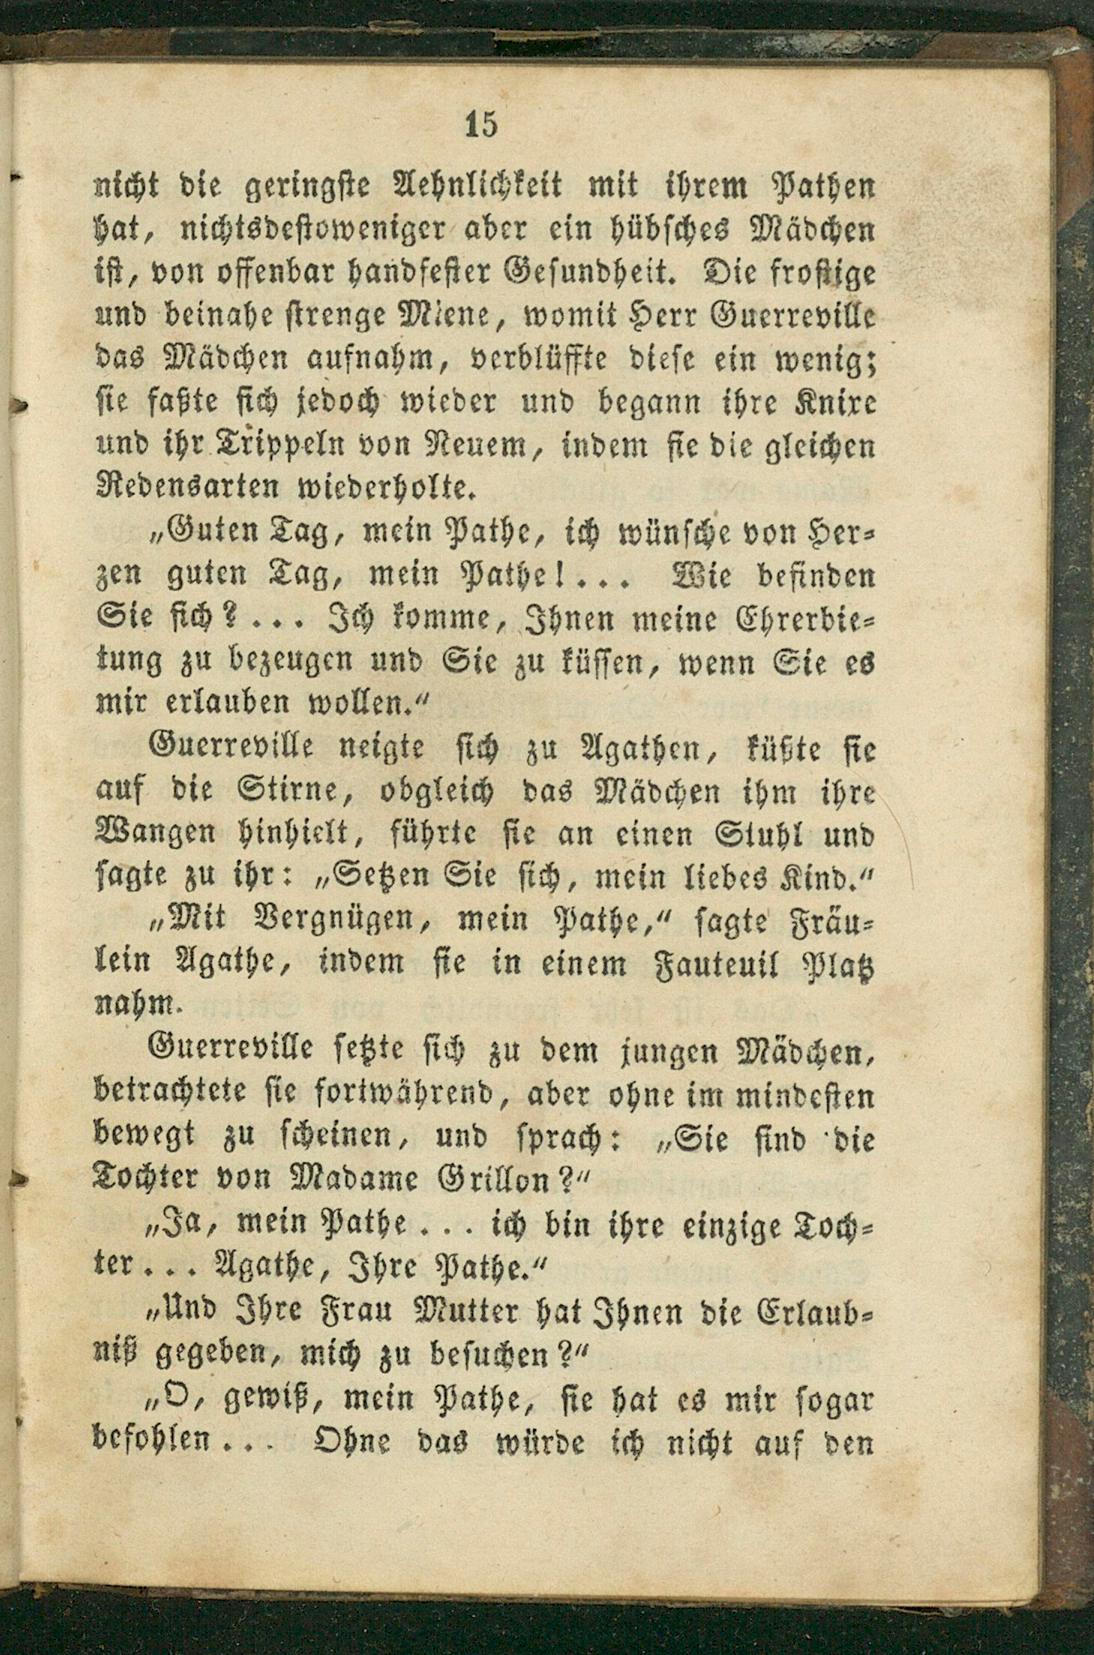 15
nicht die geringste Aehnlichkeit mit ihrem Pathen
hat, nichtsdestoweniger aber ein hübsches Mädchen
ist, von offenbar handfester Gesundheit. Die frostige
und beinahe strenge Miene, womit Herr Guerreville
das Mädchen aufnahm, verblüffte diese ein wenig;
sie faßte sich jedoch wieder und begann ihre Knixe
und ihr Trippeln von Neuem, indem sie die gleichen
Redensarten wiederholte.
„Guten Tag, mein Pathe, ich wünsche von Her-
zen guten Tag, mein Pathe!... Wie befinden
Sie sich?... Ich komme, Ihnen meine Ehrerbie-
tung zu bezeugen und Sie zu küssen, wenn Sie es
mir erlauben wollen.“
Guerreville neigte sich zu Agathen, küßte sie
auf die Stirne, obgleich das Mädchen ihm ihre
Wangen hinhielt, führte sie an einen Stuhl und
sagte zu ihr: „Setzen Sie sich, mein liebes Kind.“
„Mit Vergnügen, mein Pathe,“ sagte Fräu-
lein Agathe, indem sie in einem Fauteuil Platz
nahm.
Guerreville setzte sich zu dem jungen Mädchen,
betrachtete sie fortwährend, aber ohne im mindesten
bewegt zu scheinen, und sprach: „Sie sind die
Tochter von Madame Grillon?“
„Ja, mein Pathe... ich bin ihre einzige Toch-
ter... Agathe, Ihre Pathe.“
„Und Ihre Frau Mutter hat Ihnen die Erlaub-
niß gegeben, mich zu besuchen?“
„O, gewiß, mein Pathe, sie hat es mir sogar
befohlen... Ohne das würde ich nicht auf den